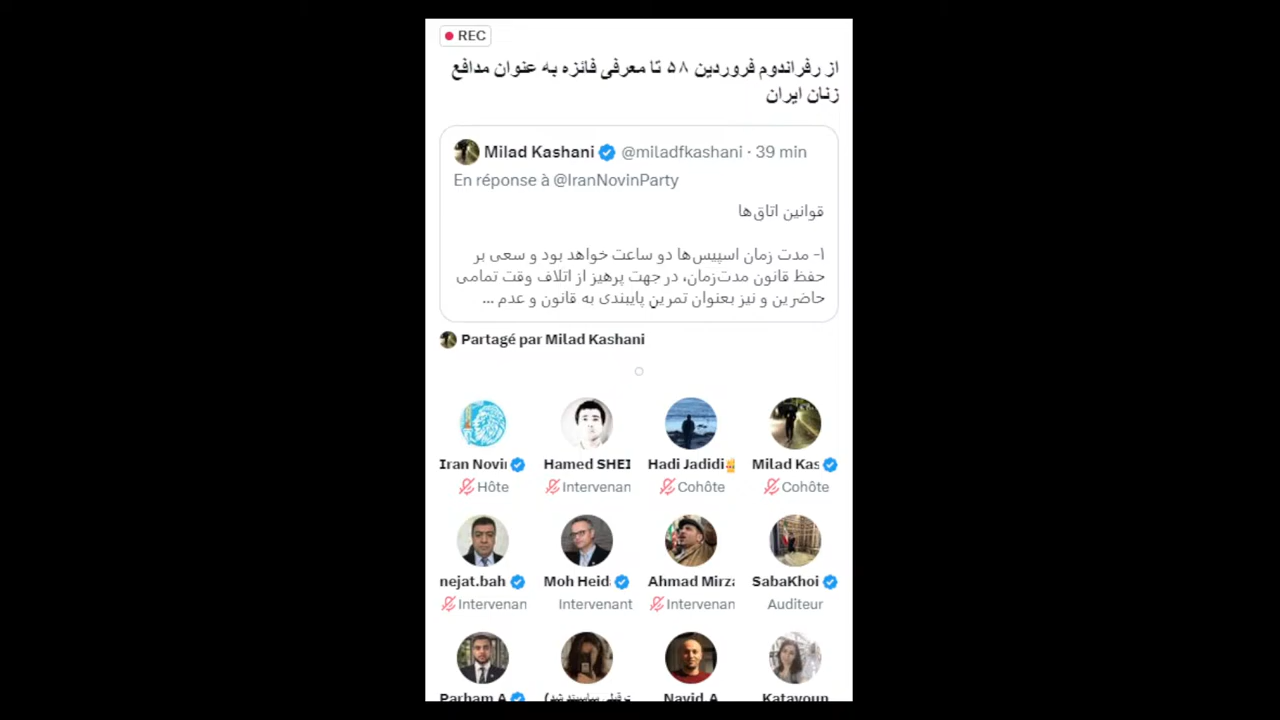 REC
از رفراندوم فروردین ۵۸ تا معرفی فائزه به عنوان مدافع
زنان ایران
Milad Kashani @miladfkashani · 39 min
En réponse à @IranNovinParty
قوانین اتاق‌ها
۱- مدت زمان اسپیس‌ها دو ساعت خواهد بود و سعی بر
حفظ قانون مدت‌زمان، در جهت پرهیز از اتلاف وقت تمامی
حاضرین و نیز بعنوان تمرین پایبندی به قانون و عدم ...
Partagé par Milad Kashani
Iran Novi Hamed SHEI Hadi Jadidi Milad Kas
Hôte Intervenan Cohôte Cohôte
nejat.bah Moh Heid Ahmad Mirza SabaKhoi
Intervenan Intervenant Intervenan Auditeur
Parham A Navid A Katayoun